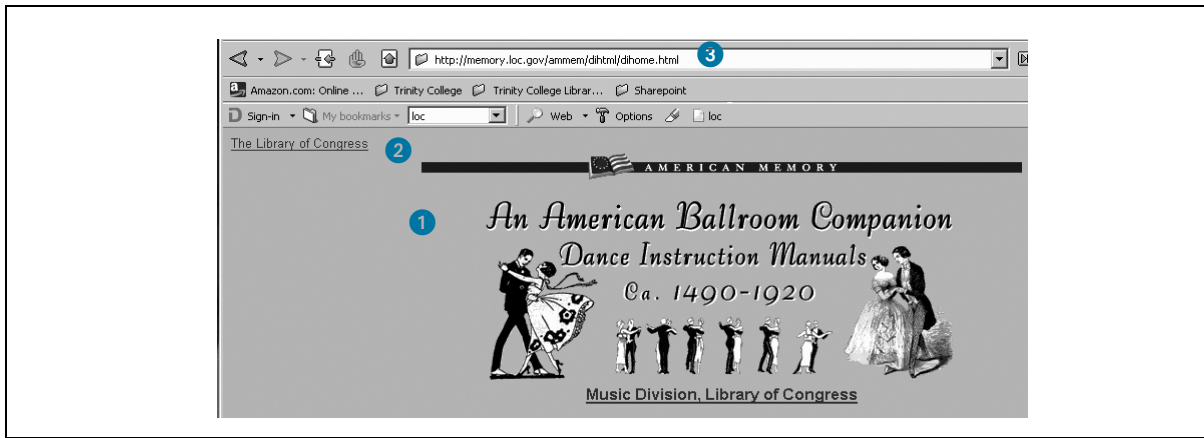 3
http://memory.loc.gov/ammem/dihtml/dihome.html
Amazon.com: Online ... Trinity College Trinity College Librar... Sharepoint
Sign-in My bookmarks loc Web Options loc
The Library of Congress
2
AMERICAN MEMORY
1
An American Ballroom Companion
Dance Instruction Manuals
Ca. 1490-1920
Music Division, Library of Congress